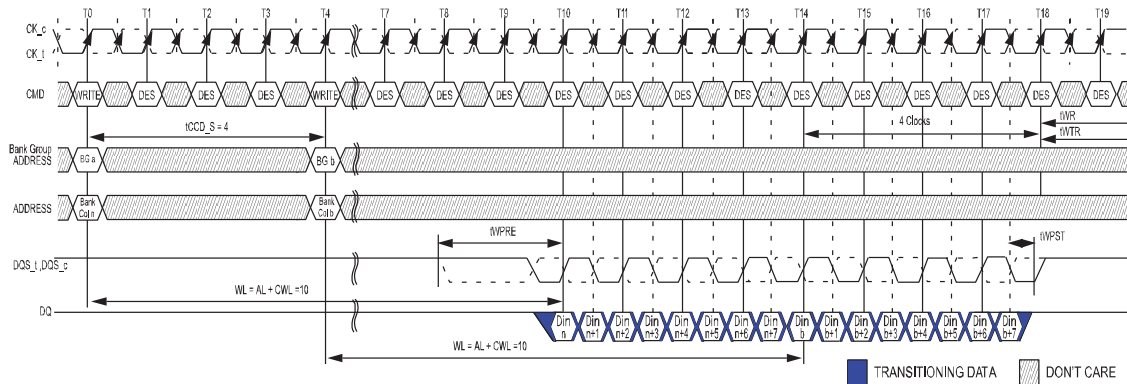 T0 T1 T2 T3 T4 T7 T8 T9 T10 T11 T12 T13 T14 T15 T16 T17 T18 T19
CK_c
CK_t
CMD WRITE DES DES DES WRITE DES DES DES DES DES DES DES DES DES DES DES DES DES
tCCD_S = 4
4 Clocks
tWR
tWTR
Bank Group
ADDRESS
BG a
BG b
ADDRESS
Bank
Col n
Bank
Col b
tWPRE
tWPST
DQS_t ,DQS_c
WL = AL + CWL =10
DQ
Din n
Din n+1
Din n+2
Din n+3
Din n+4
Din n+5
Din n+6
Din n+7
Din b
Din b+1
Din b+2
Din b+3
Din b+4
Din b+5
Din b+6
Din b+7
WL = AL + CWL =10
TRANSITIONING DATA
DON'T CARE